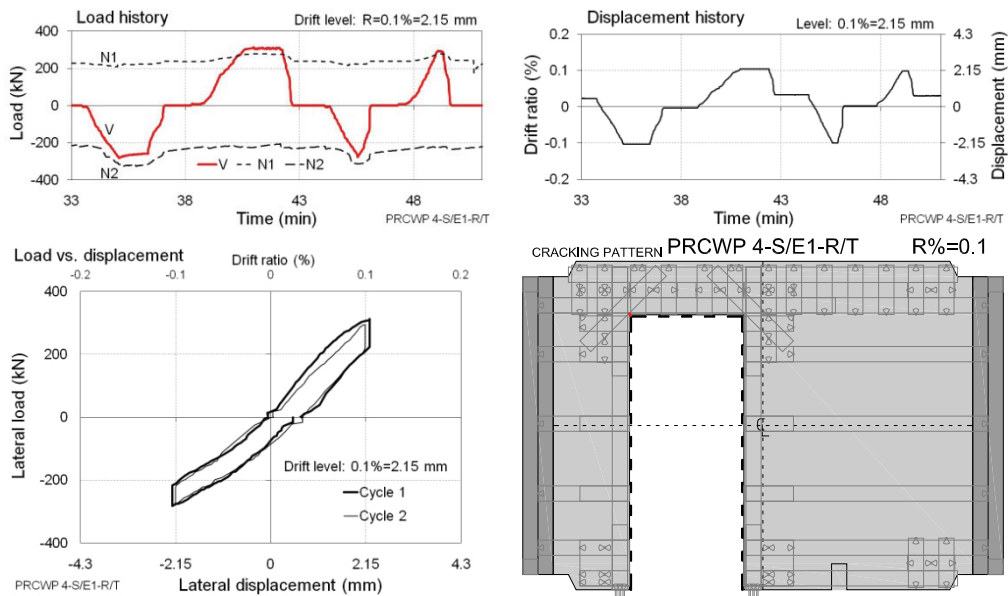 Load history
Drift level: R=0.1%=2.15 mm
400
200
0
-200
-400
Load (kN)
N1
V
N2
V N1 N2
33 38 43 48
Time (min)
PRCWP 4-S/E1-R/T
Displacement history
Level: 0.1%=2.15 mm
0.2
0.1
0
-0.1
-0.2
Drift ratio (%)
4.3
2.15
0
-2.15
-4.3
Displacement (mm)
33 38 43 48
Time (min)
PRCWP 4-S/E1-R/T
Load vs. displacement
Drift ratio (%)
-0.2 -0.1 0 0.1 0.2
400
200
0
-200
-400
Lateral load (kN)
Drift level: 0.1%=2.15 mm
Cycle 1
Cycle 2
-4.3 -2.15 0 2.15 4.3
PRCWP 4-S/E1-R/T
Lateral displacement (mm)
CRACKING PATTERN PRCWP 4-S/E1-R/T R%=0.1